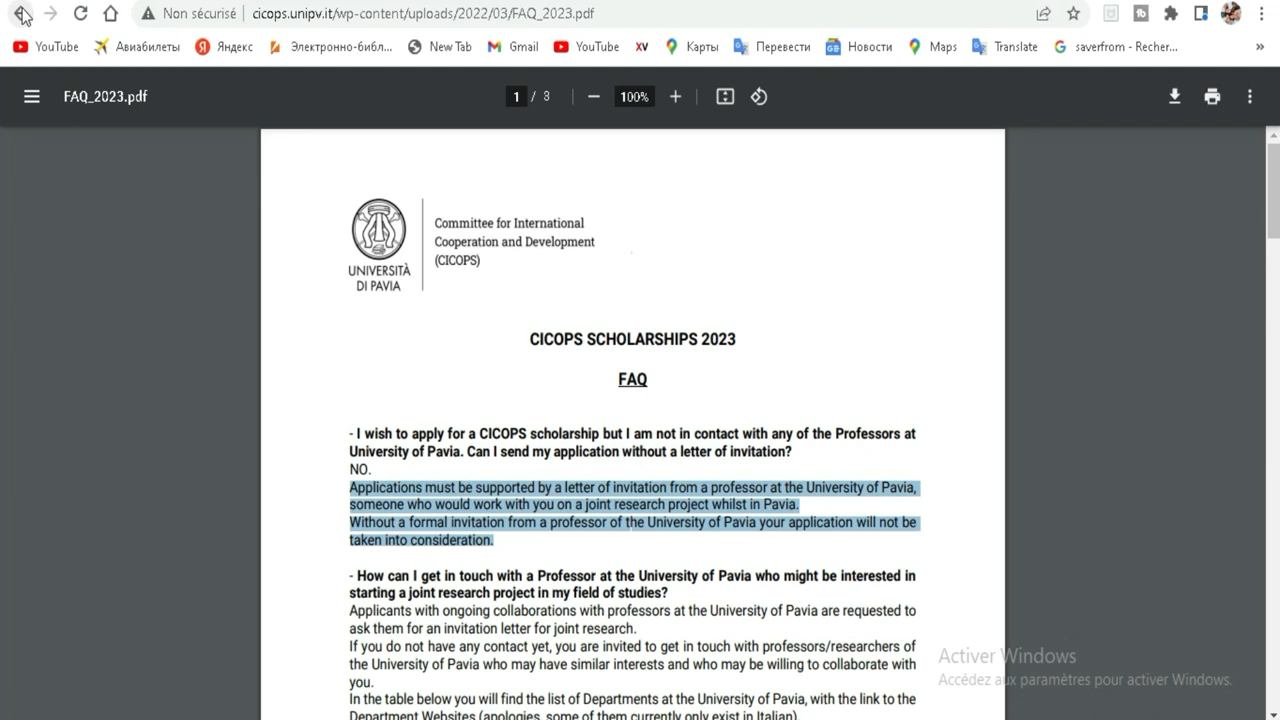 Non sécurisé
cicops.unipv.it/wp-content/uploads/2022/03/FAQ_2023.pdf
YouTube
Авиабилеты
Яндекс
Электронно-библ...
New Tab
Gmail
YouTube
XV
Карты
Перевести
Новости
Maps
Translate
saverfrom - Recher...
»
FAQ_2023.pdf
1 / 3
100%
UNIVERSITÀ
DI PAVIA
Committee for International
Cooperation and Development
(CICOPS)
CICOPS SCHOLARSHIPS 2023
FAQ
- I wish to apply for a CICOPS scholarship but I am not in contact with any of the Professors at
University of Pavia. Can I send my application without a letter of invitation?
NO.
Applications must be supported by a letter of invitation from a professor at the University of Pavia,
someone who would work with you on a joint research project whilst in Pavia.
Without a formal invitation from a professor of the University of Pavia your application will not be
taken into consideration.
- How can I get in touch with a Professor at the University of Pavia who might be interested in
starting a joint research project in my field of studies?
Applicants with ongoing collaborations with professors at the University of Pavia are requested to
ask them for an invitation letter for joint research.
If you do not have any contact yet, you are invited to get in touch with professors/researchers of
the University of Pavia who may have similar interests and who may be willing to collaborate with
you.
In the table below you will find the list of Departments at the University of Pavia, with the link to the
Department Websites (apologies, some of them currently only exist in Italian).
Activer Windows
Accédez aux paramètres pour activer Windows.